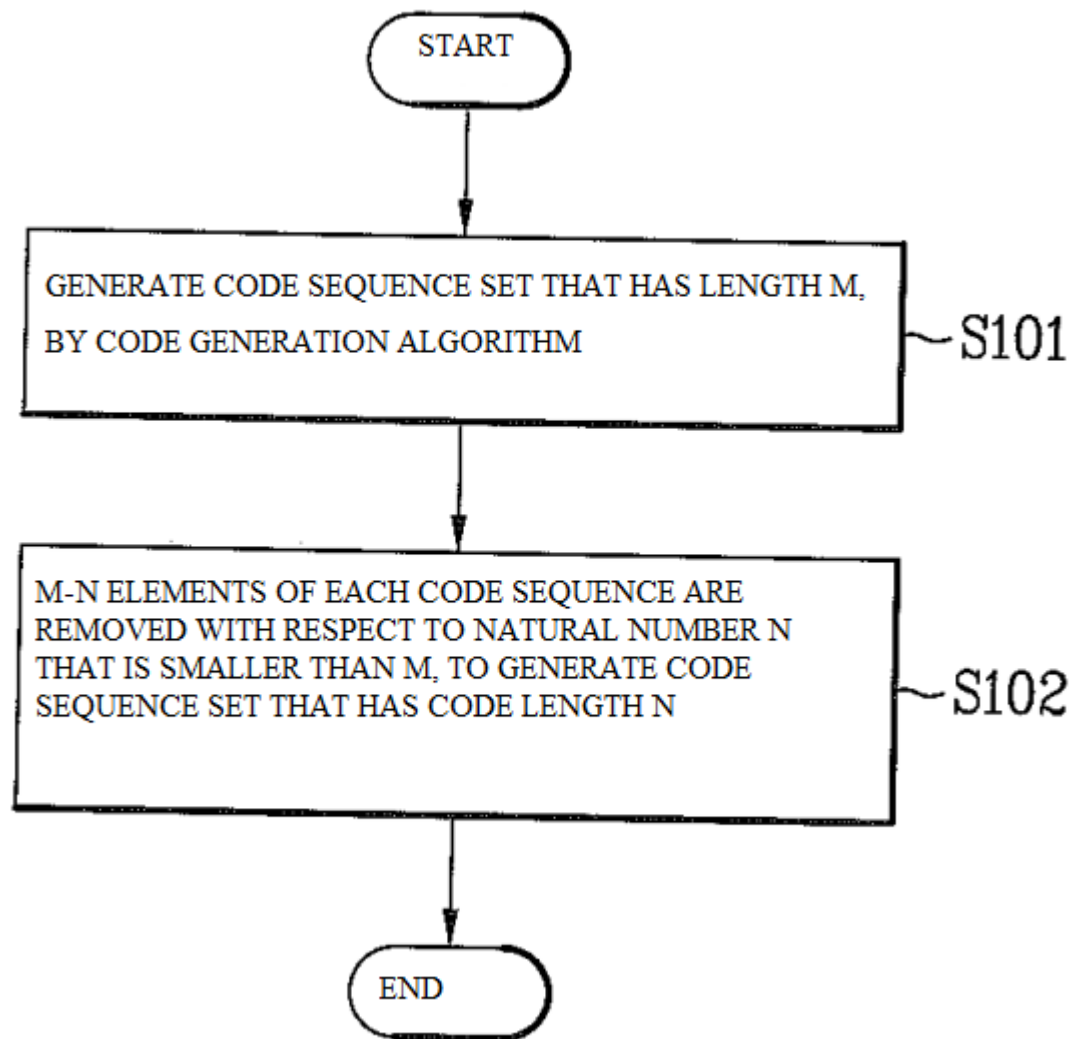 START
GENERATE CODE SEQUENCE SET THAT HAS LENGTH M,
BY CODE GENERATION ALGORITHM
S101
M-N ELEMENTS OF EACH CODE SEQUENCE ARE
REMOVED WITH RESPECT TO NATURAL NUMBER N
THAT IS SMALLER THAN M, TO GENERATE CODE
SEQUENCE SET THAT HAS CODE LENGTH N
S102
END